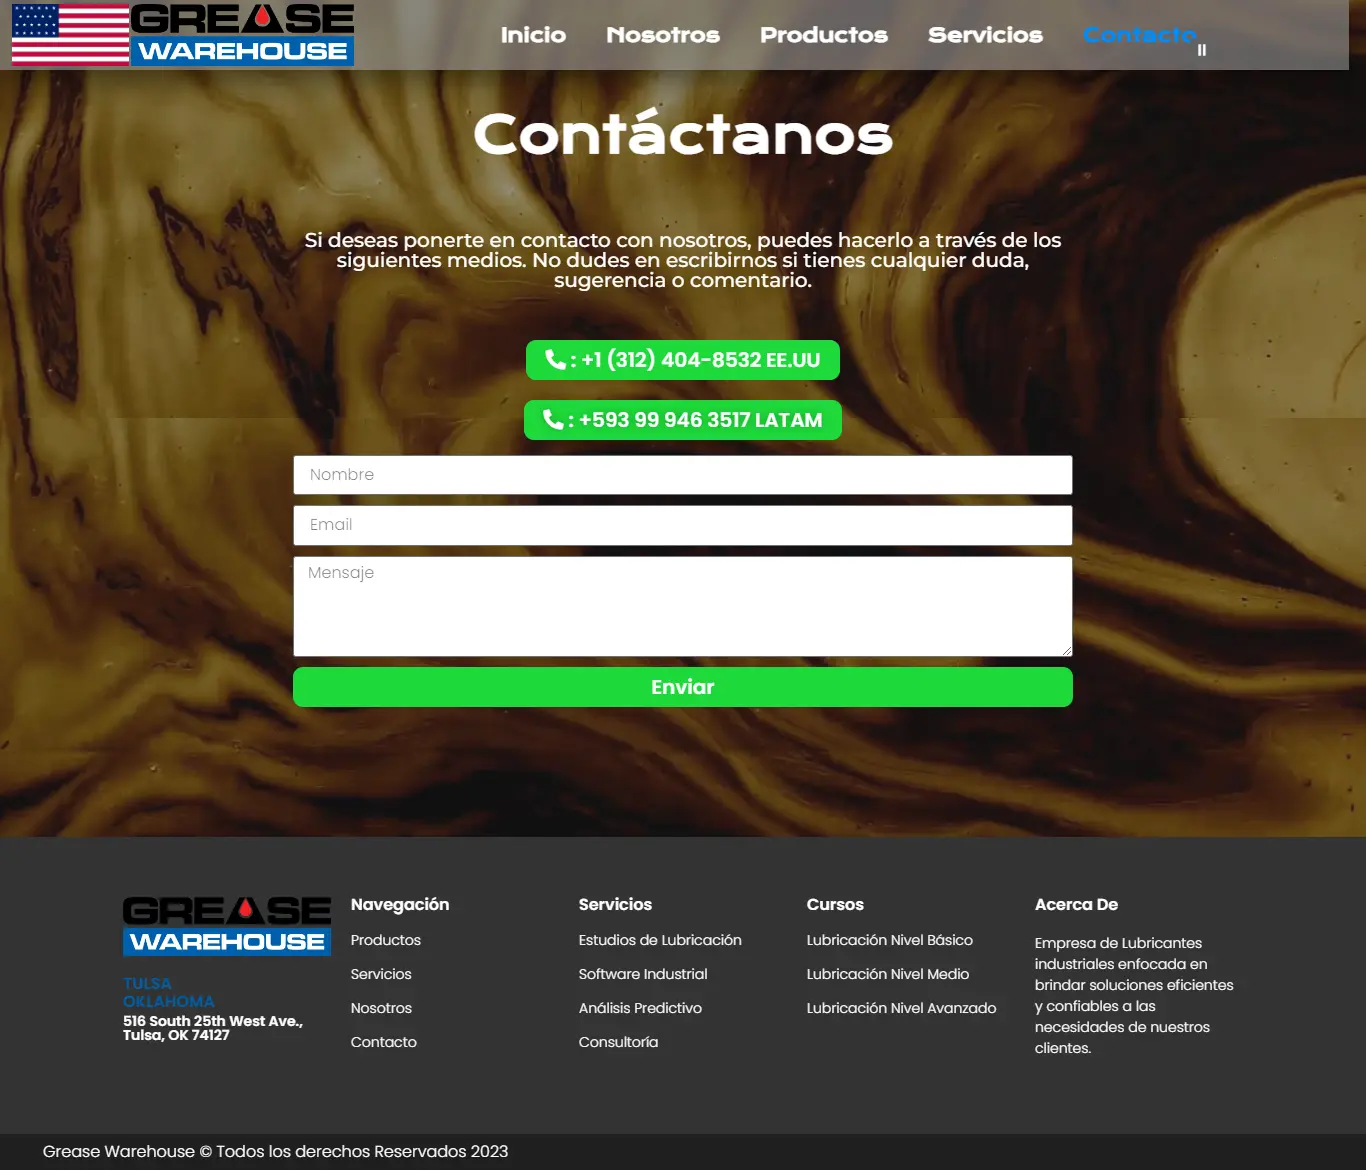 GREASE
WAREHOUSE
Inicio
Nosotros
Productos
Servicios
Contacto
Contáctanos
Si deseas ponerte en contacto con nosotros, puedes hacerlo a través de los
siguientes medios. No dudes en escribirnos si tienes cualquier duda,
sugerencia o comentario.
: +1 (312) 404-8532 EE.UU
: +593 99 946 3517 LATAM
Nombre
Email
Mensaje
Enviar
GREASE
WAREHOUSE
TULSA
OKLAHOMA
516 South 25th West Ave.,
Tulsa, OK 74127
Navegación
Productos
Servicios
Nosotros
Contacto
Servicios
Estudios de Lubricación
Software Industrial
Análisis Predictivo
Consultoría
Cursos
Lubricación Nivel Básico
Lubricación Nivel Medio
Lubricación Nivel Avanzado
Acerca De
Empresa de Lubricantes
industriales enfocada en
brindar soluciones eficientes
y confiables a las
necesidades de nuestros
clientes.
Grease Warehouse © Todos los derechos Reservados 2023